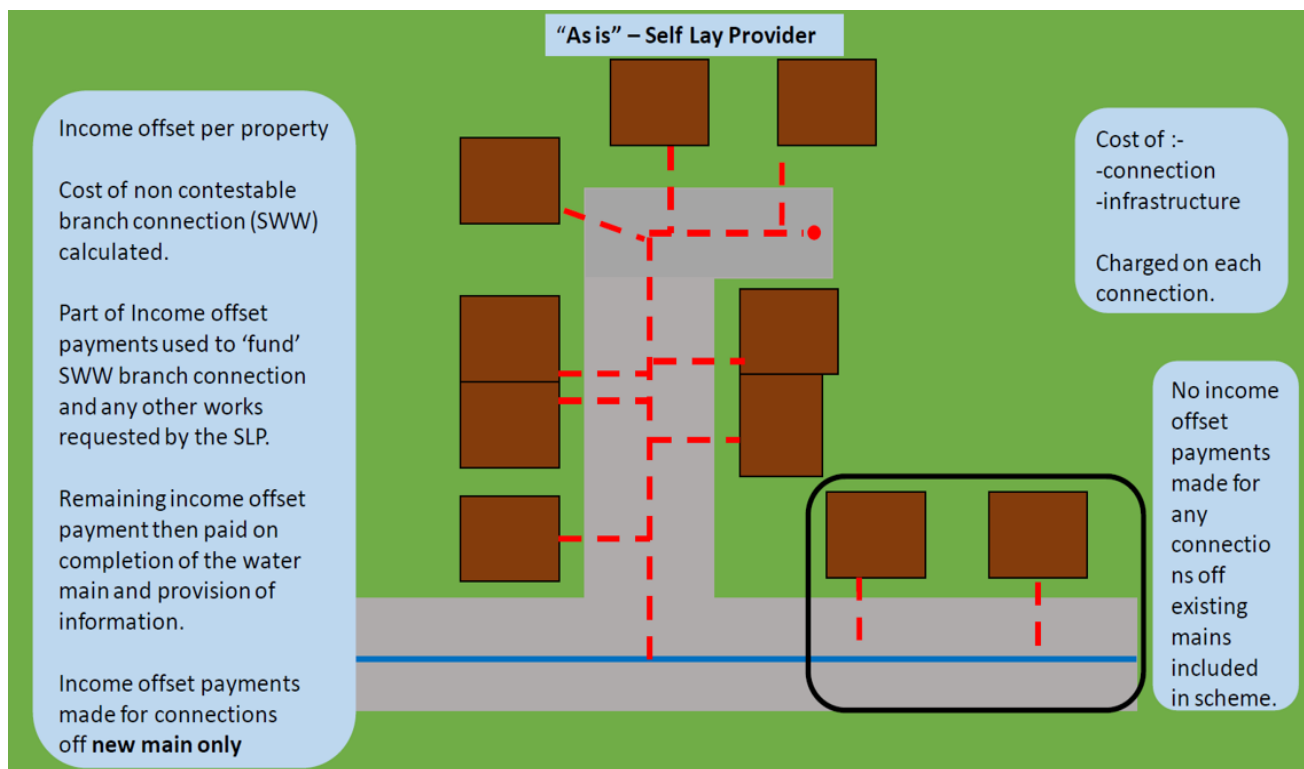 “As is” – Self Lay Provider
Income offset per property
Cost of non contestable
branch connection (SWW)
calculated.
Part of Income offset
payments used to ‘fund’
SWW branch connection
and any other works
requested by the SLP.
Remaining income offset
payment then paid on
completion of the water
main and provision of
information.
Income offset payments
made for connections
off new main only
Cost of :-
-connection
-infrastructure
Charged on each
connection.
No income
offset
payments
made for
any
connectio
ns off
existing
mains
included
in scheme.